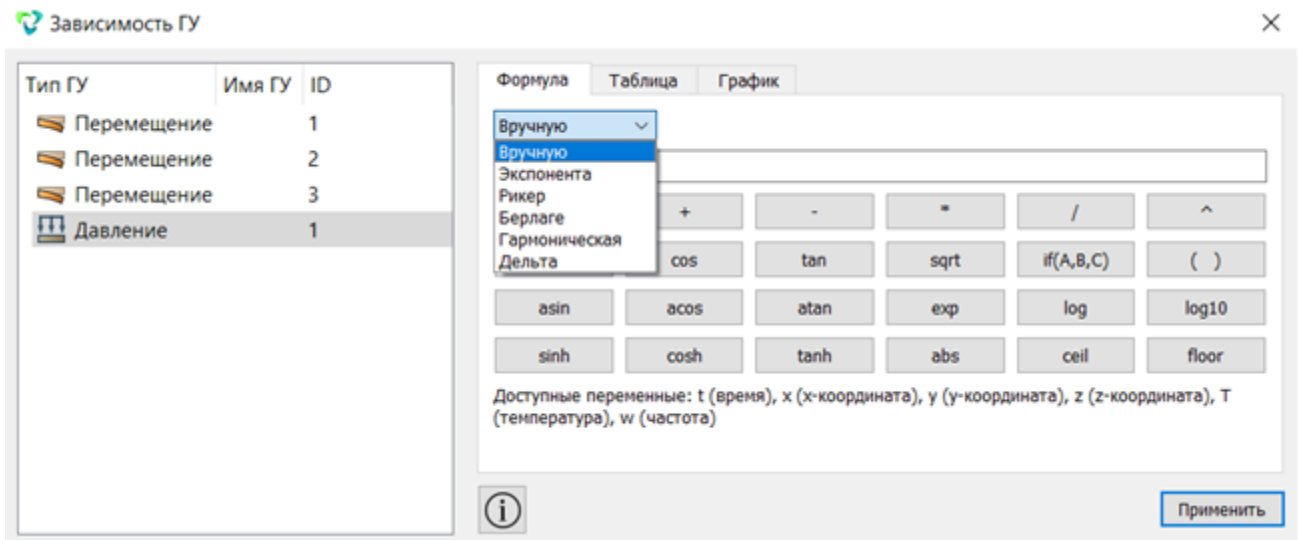 Зависимость ГУ
Тип ГУ Имя ГУ ID
Перемещение 1
Перемещение 2
Перемещение 3
Давление 1
Формула Таблица График
Вручную
Вручную
Экспонента
Рикер
Берлаге
Гармоническая
Дельта
+ - * / ^
cos tan sqrt if(A,B,C) ( )
asin acos atan exp log log10
sinh cosh tanh abs ceil floor
Доступные переменные: t (время), x (x-координата), y (y-координата), z (z-координата), T
(температура), w (частота)
Применить